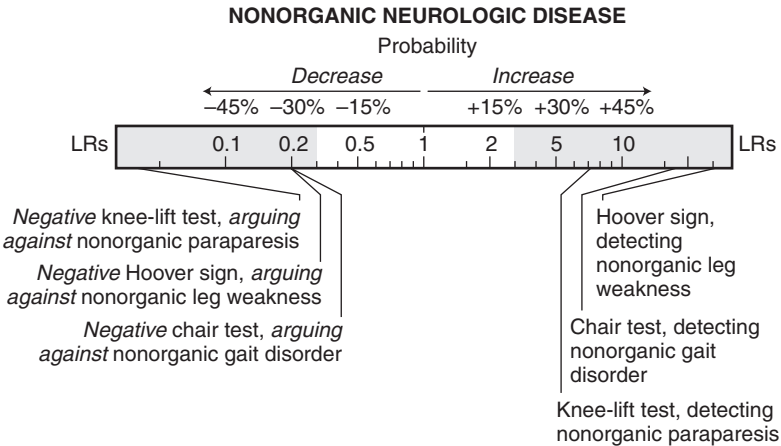 NONORGANIC NEUROLOGIC DISEASE
Probability
Decrease Increase
–45% –30% –15% +15% +30% +45%
LRs 0.1 0.2 0.5 1 2 5 10 LRs
Negative knee-lift test, arguing
against nonorganic paraparesis
Negative Hoover sign, arguing
against nonorganic leg weakness
Negative chair test, arguing
against nonorganic gait disorder
Hoover sign,
detecting
nonorganic leg
weakness
Chair test, detecting
nonorganic gait
disorder
Knee-lift test, detecting
nonorganic paraparesis